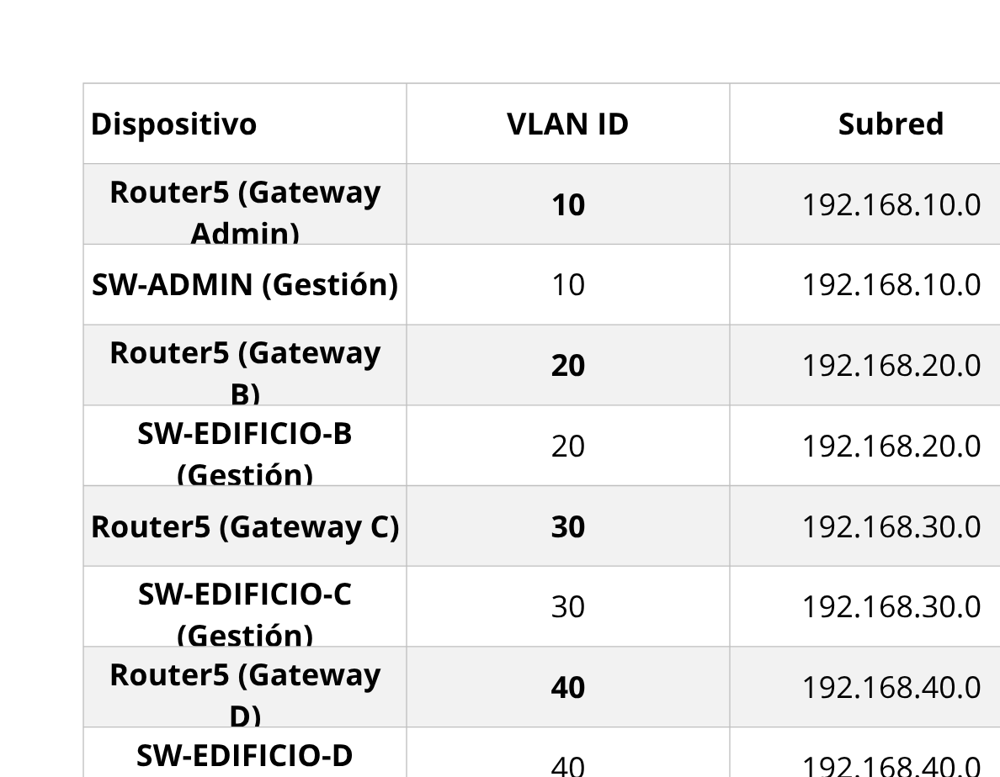 Dispositivo VLAN ID Subred
Router5 (Gateway
Admin) 10 192.168.10.0
SW-ADMIN (Gestión) 10 192.168.10.0
Router5 (Gateway
B) 20 192.168.20.0
SW-EDIFICIO-B
(Gestión) 20 192.168.20.0
Router5 (Gateway C) 30 192.168.30.0
SW-EDIFICIO-C
(Gestión) 30 192.168.30.0
Router5 (Gateway
D) 40 192.168.40.0
SW-EDIFICIO-D 40 192.168.40.0